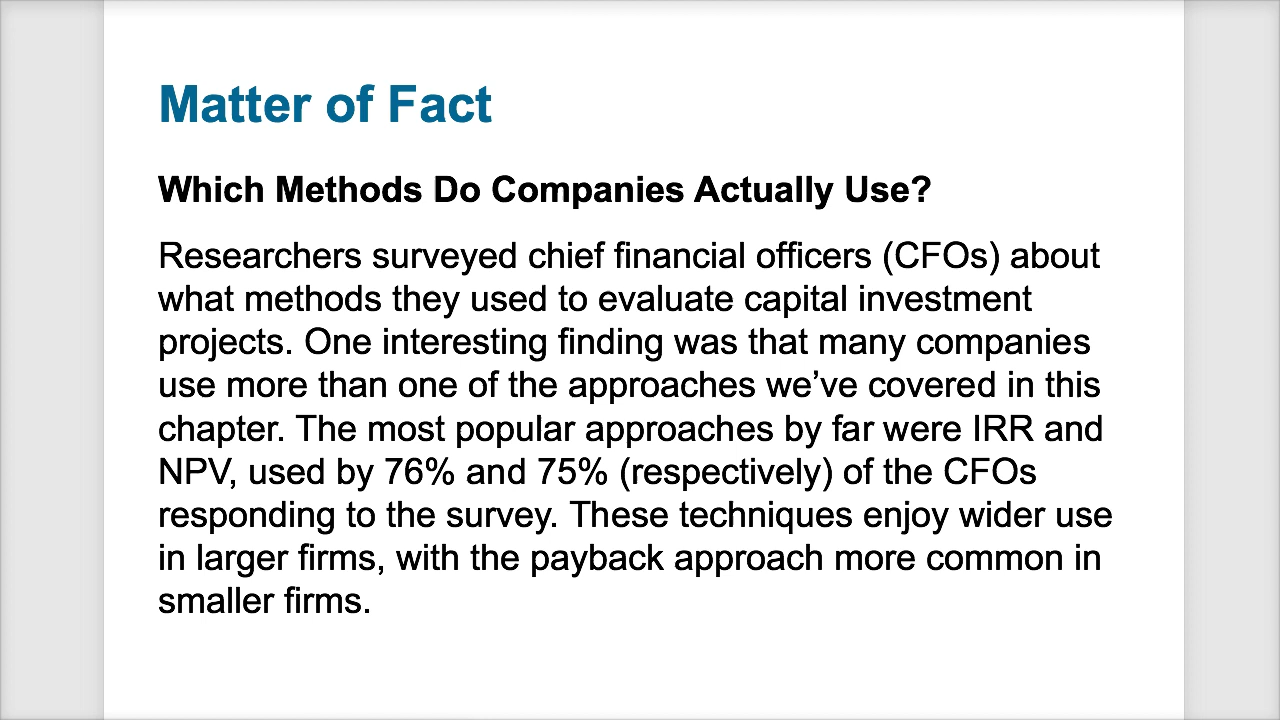 Matter of Fact
Which Methods Do Companies Actually Use?
Researchers surveyed chief financial officers (CFOs) about
what methods they used to evaluate capital investment
projects. One interesting finding was that many companies
use more than one of the approaches we’ve covered in this
chapter. The most popular approaches by far were IRR and
NPV, used by 76% and 75% (respectively) of the CFOs
responding to the survey. These techniques enjoy wider use
in larger firms, with the payback approach more common in
smaller firms.